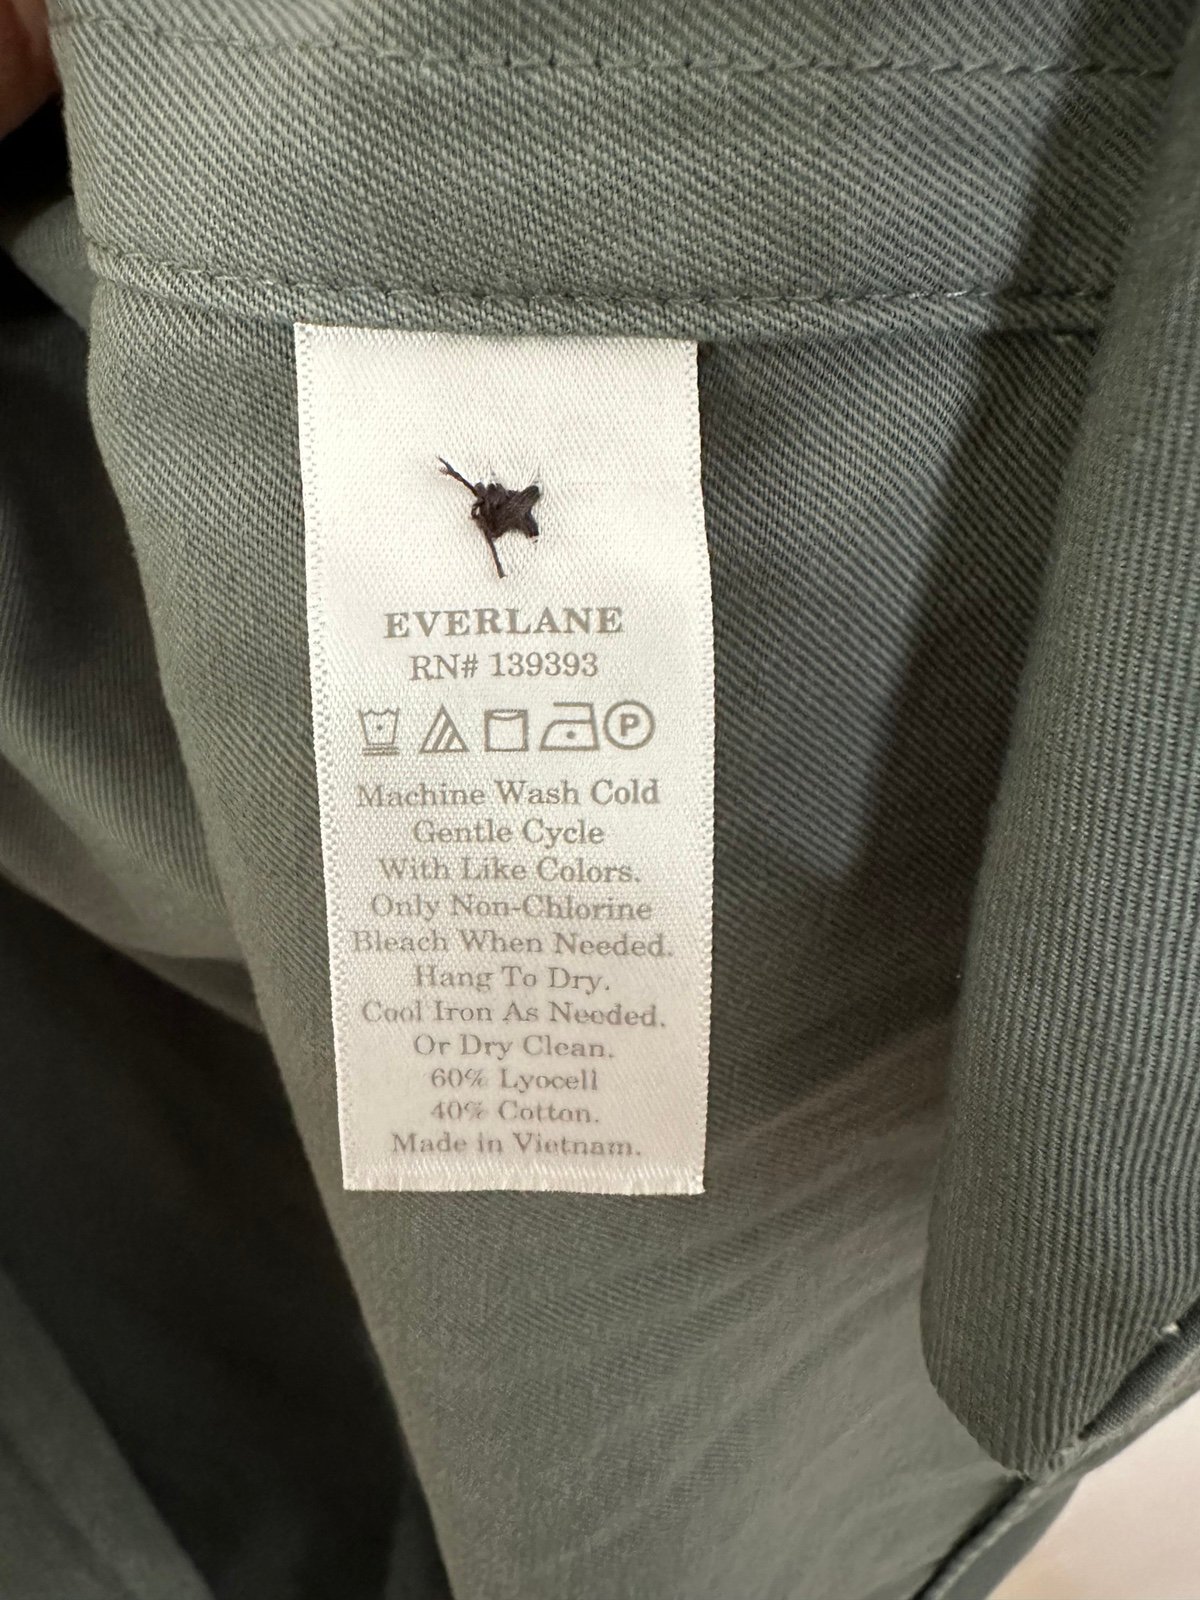 EVERLANE
RN# 139393
P
Machine Wash Cold
Gentle Cycle
With Like Colors.
Only Non-Chlorine
Bleach When Needed.
Hang To Dry.
Cool Iron As Needed.
Or Dry Clean.
60% Lyocell
40% Cotton.
Made in Vietnam.